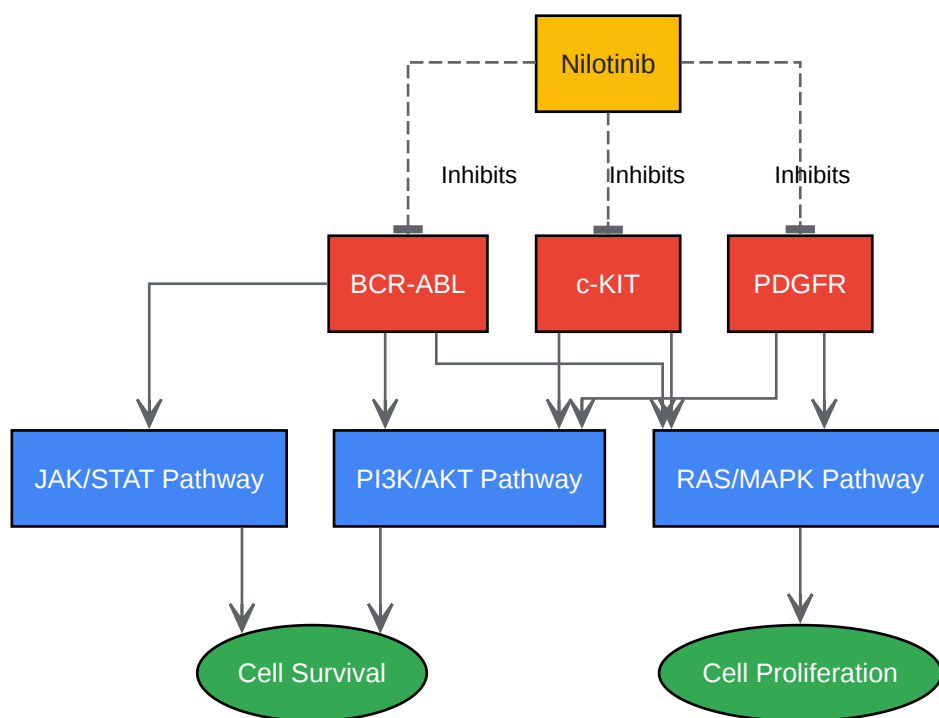 Nilotinib
Inhibits
Inhibits
Inhibits
BCR-ABL
c-KIT
PDGFR
JAK/STAT Pathway
PI3K/AKT Pathway
RAS/MAPK Pathway
Cell Survival
Cell Proliferation